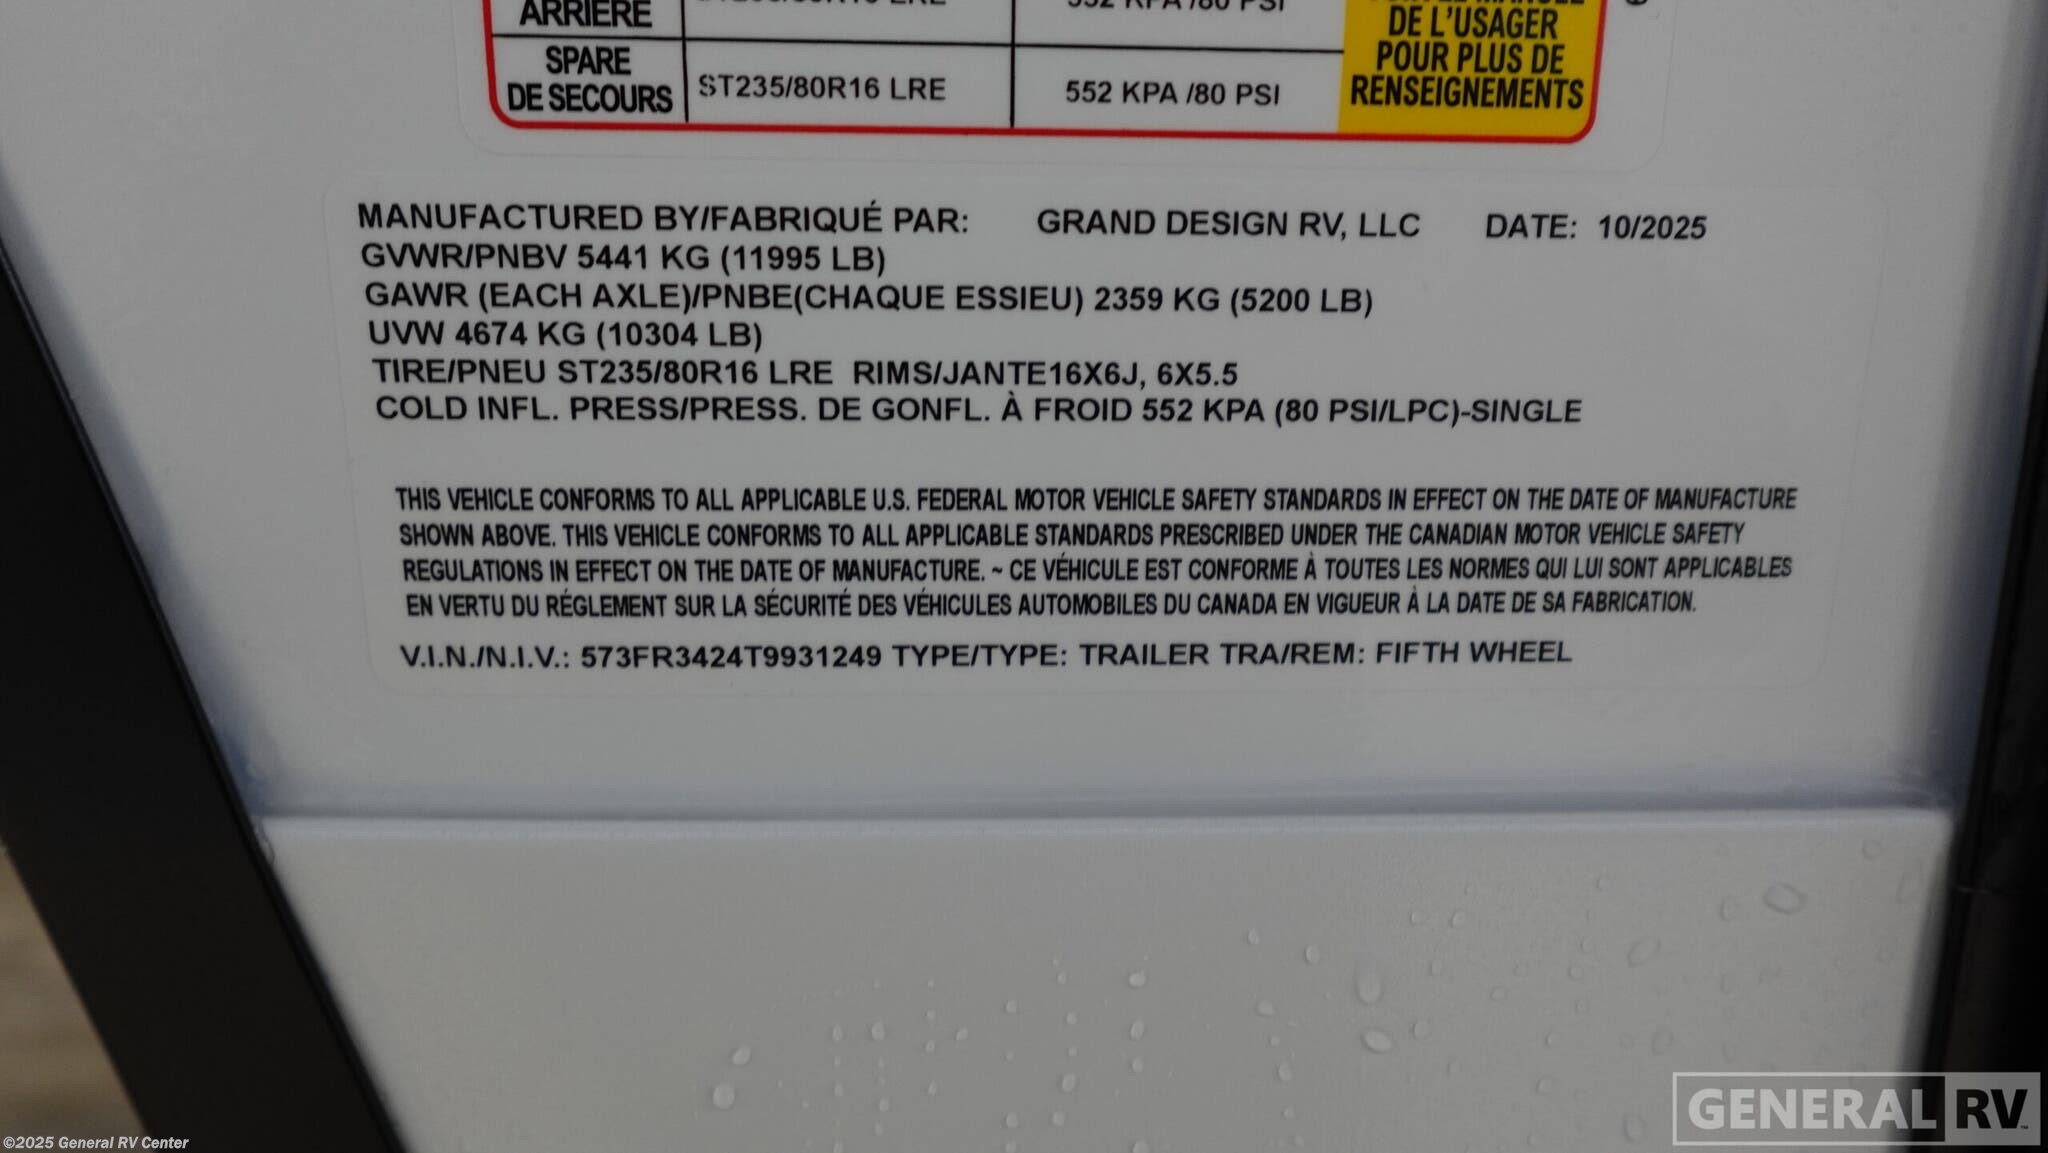 ARRIÈRE
552 KPA /80 PSI
DE L'USAGER
POUR PLUS DE
RENSEIGNEMENTS
SPARE
DE SECOURS
ST235/80R16 LRE
552 KPA /80 PSI
MANUFACTURED BY/FABRIQUÉ PAR: GRAND DESIGN RV, LLC DATE: 10/2025
GVWR/PNBV 5441 KG (11995 LB)
GAWR (EACH AXLE)/PNBE(CHAQUE ESSIEU) 2359 KG (5200 LB)
UVW 4674 KG (10304 LB)
TIRE/PNEU ST235/80R16 LRE RIMS/JANTE16X6J, 6X5.5
COLD INFL. PRESS/PRESS. DE GONFL. À FROID 552 KPA (80 PSI/LPC)-SINGLE
THIS VEHICLE CONFORMS TO ALL APPLICABLE U.S. FEDERAL MOTOR VEHICLE SAFETY STANDARDS IN EFFECT ON THE DATE OF MANUFACTURE
SHOWN ABOVE. THIS VEHICLE CONFORMS TO ALL APPLICABLE STANDARDS PRESCRIBED UNDER THE CANADIAN MOTOR VEHICLE SAFETY
REGULATIONS IN EFFECT ON THE DATE OF MANUFACTURE. ~ CE VÉHICULE EST CONFORME À TOUTES LES NORMES QUI LUI SONT APPLICABLES
EN VERTU DU RÉGLEMENT SUR LA SÉCURITÉ DES VÉHICULES AUTOMOBILES DU CANADA EN VIGUEUR À LA DATE DE SA FABRICATION.
V.I.N./N.I.V.: 573FR3424T9931249 TYPE/TYPE: TRAILER TRA/REM: FIFTH WHEEL
GENERAL RV
©2025 General RV Center